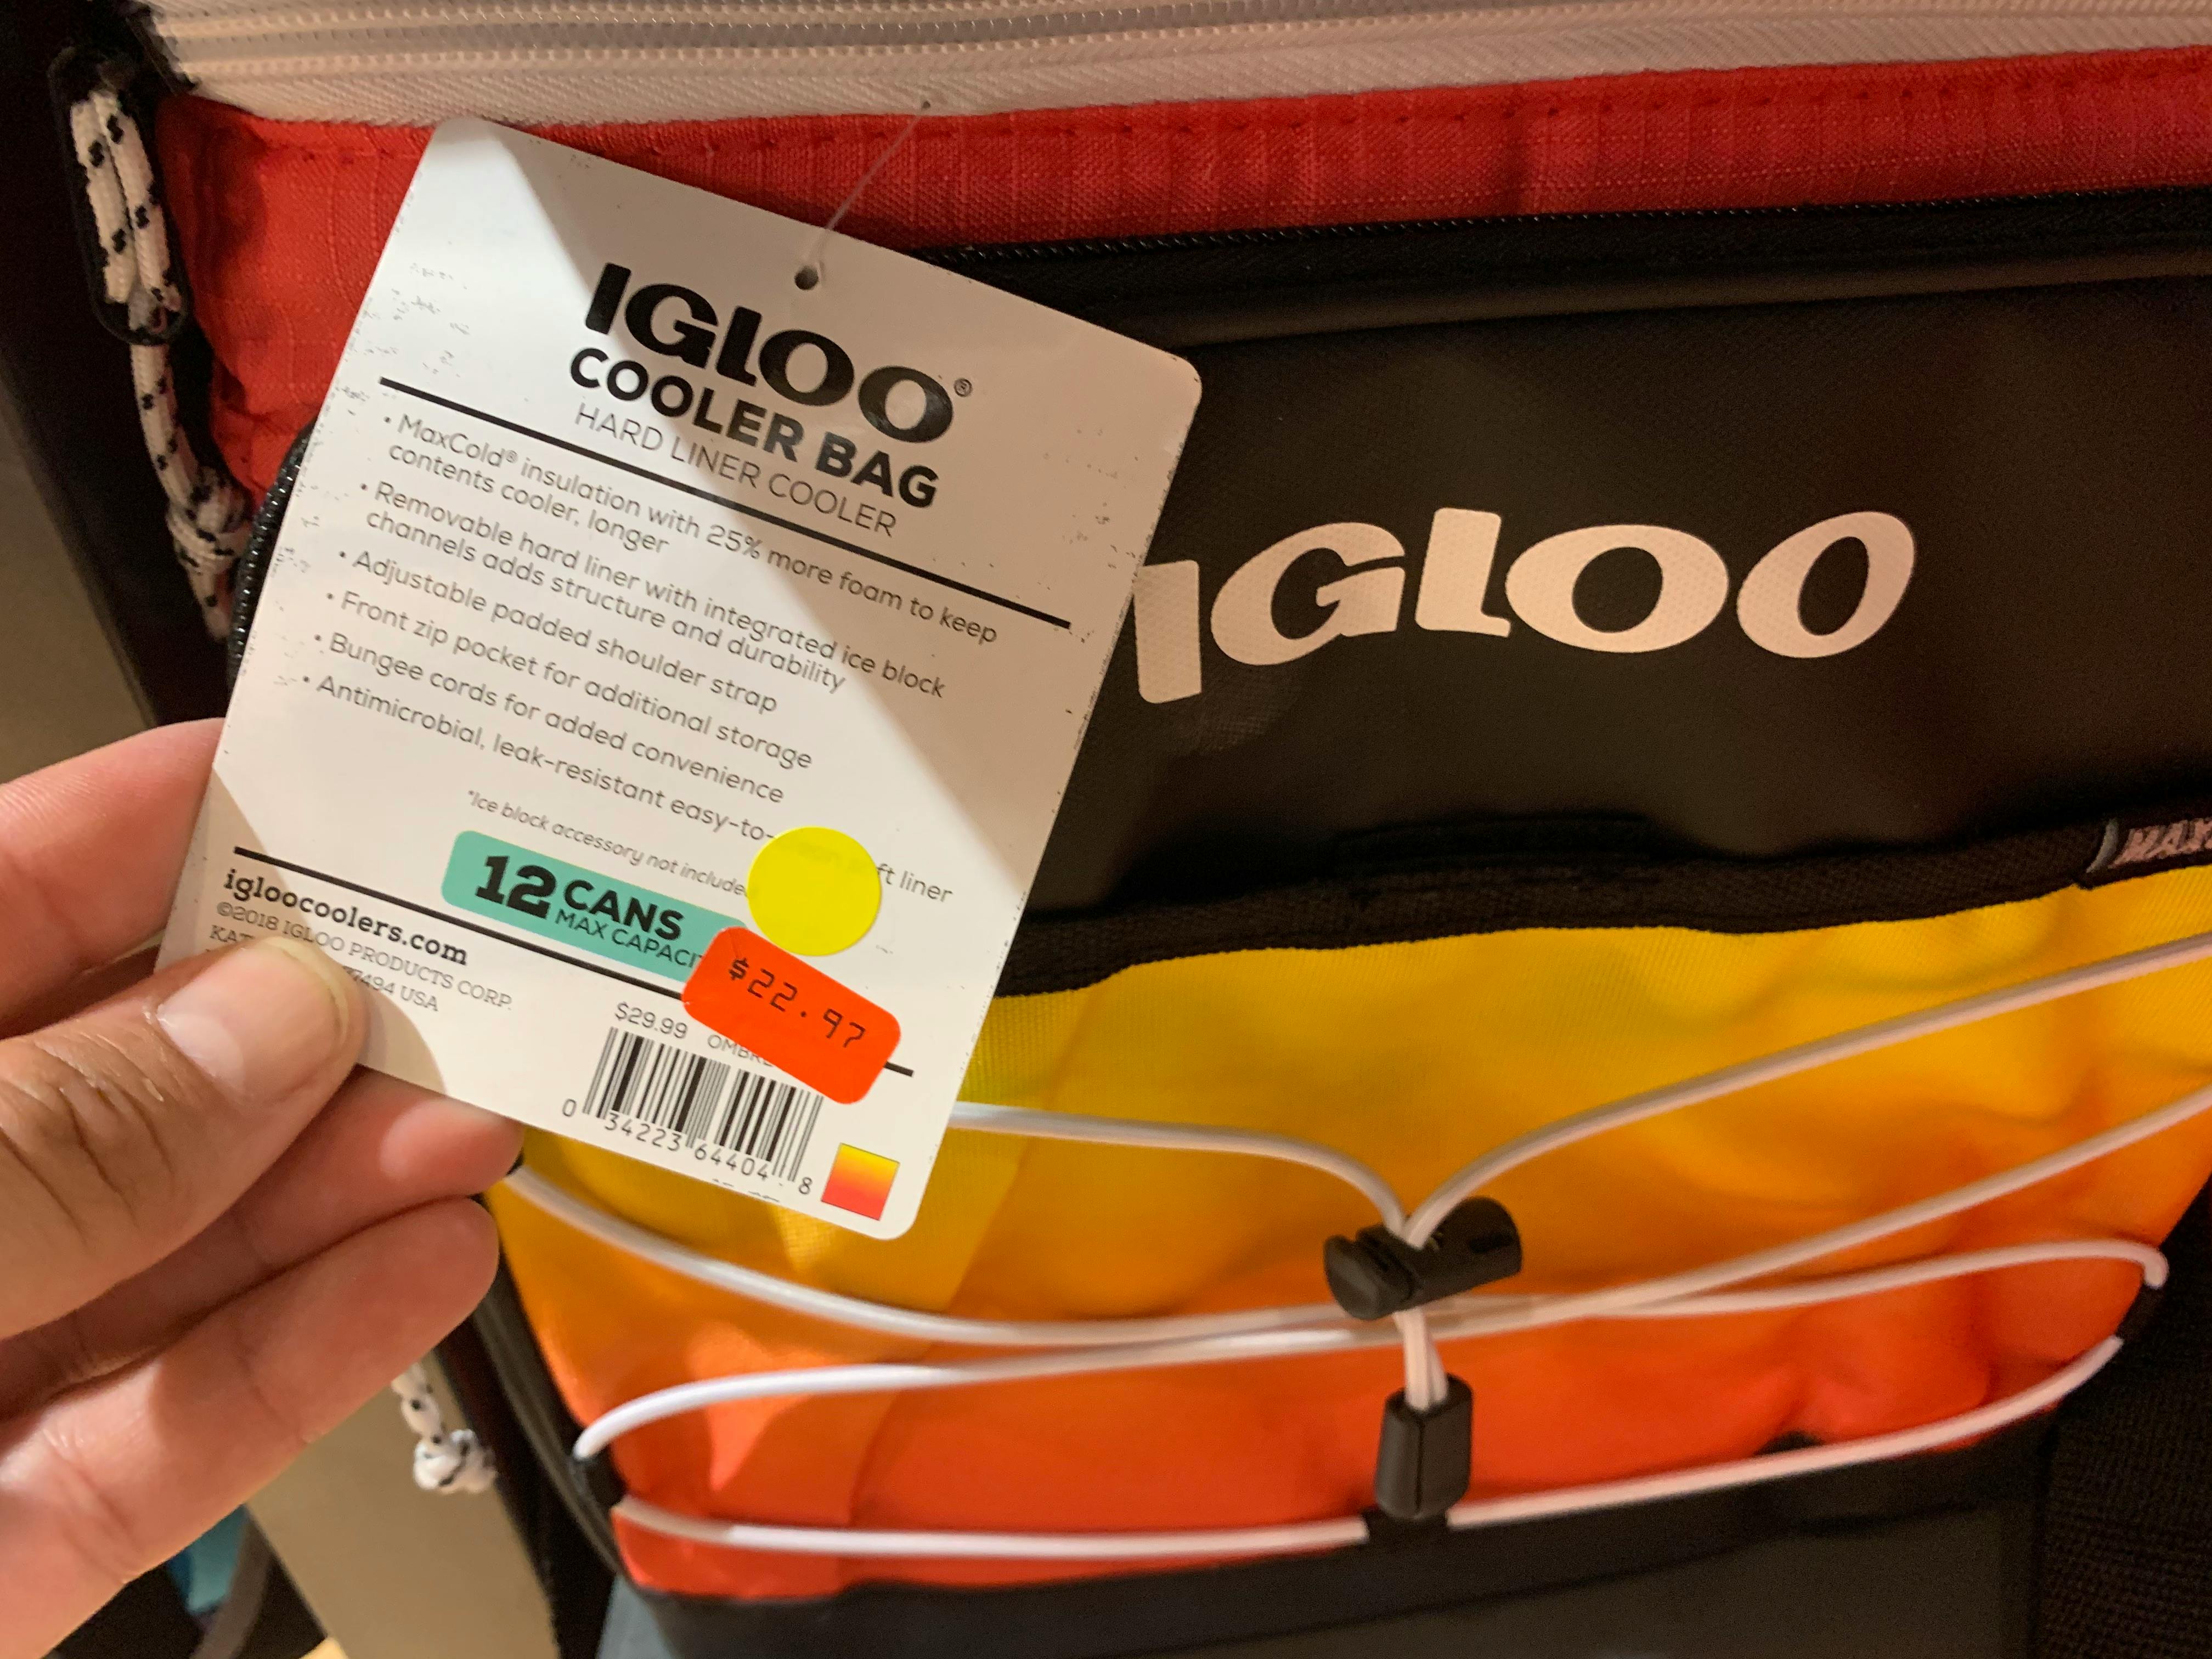 IGLOO®
COOLER BAG
HARD LINER COOLER
• MaxCold® insulation with 25% more foam to keep
contents cooler, longer
• Removable hard liner with integrated ice block
channels adds structure and durability
• Adjustable padded shoulder strap
• Front zip pocket for additional storage
• Bungee cords for added convenience
• Antimicrobial, leak-resistant easy-to- ft liner
*Ice block accessory not include
12 CANS
MAX CAPACI
igloocoolers.com
©2018 IGLOO PRODUCTS CORP.
KAT 77494 USA
$22.97
$29.99 OMBRE
0 34223 64404 8
IGLOO